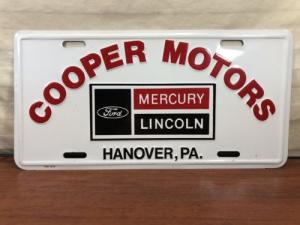 COOPER MOTORS
Ford
MERCURY
LINCOLN
HANOVER, PA.